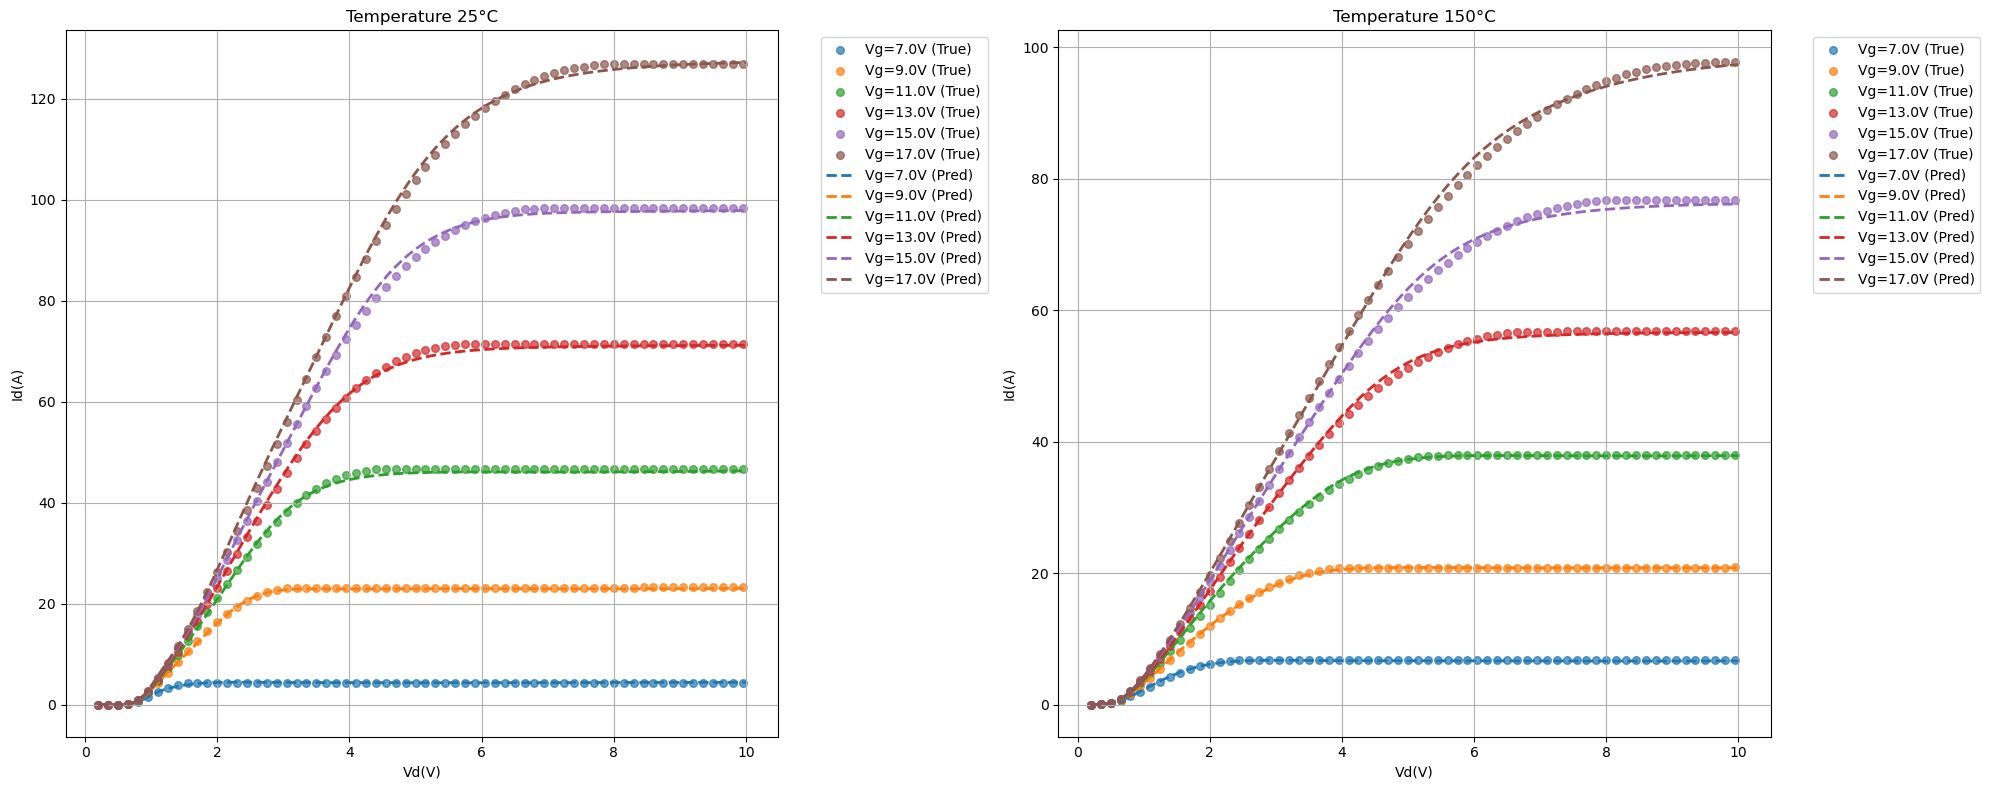 Temperature 25°C
Id(A)
120
100
80
60
40
20
0
0 2 4 6 8 10
Vd(V)
Vg=7.0V (True)
Vg=9.0V (True)
Vg=11.0V (True)
Vg=13.0V (True)
Vg=15.0V (True)
Vg=17.0V (True)
Vg=7.0V (Pred)
Vg=9.0V (Pred)
Vg=11.0V (Pred)
Vg=13.0V (Pred)
Vg=15.0V (Pred)
Vg=17.0V (Pred)
Temperature 150°C
Id(A)
100
80
60
40
20
0
0 2 4 6 8 10
Vd(V)
Vg=7.0V (True)
Vg=9.0V (True)
Vg=11.0V (True)
Vg=13.0V (True)
Vg=15.0V (True)
Vg=17.0V (True)
Vg=7.0V (Pred)
Vg=9.0V (Pred)
Vg=11.0V (Pred)
Vg=13.0V (Pred)
Vg=15.0V (Pred)
Vg=17.0V (Pred)